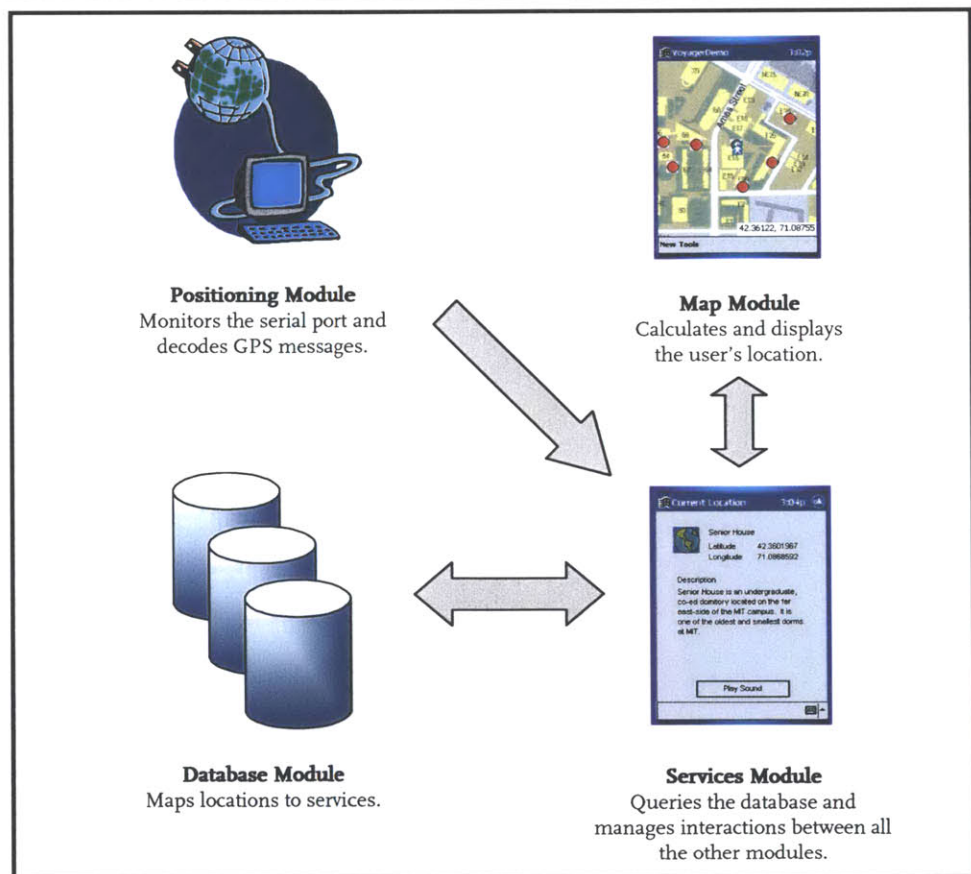 VoyagerDemo 1:02p
Ames Street
42.36122, 71.08755
New Tools
Positioning Module
Monitors the serial port and
decodes GPS messages.
Map Module
Calculates and displays
the user's location.
Current Location 3:04p
Senior House
Latitude 42.3601967
Longitude 71.0868592
Description
Senior House is an undergraduate,
co-ed domitory located on the far
east-side of the MIT campus. It is
one of the oldest and smallest dorms
at MIT.
Play Sound
Database Module
Maps locations to services.
Services Module
Queries the database and
manages interactions between all
the other modules.